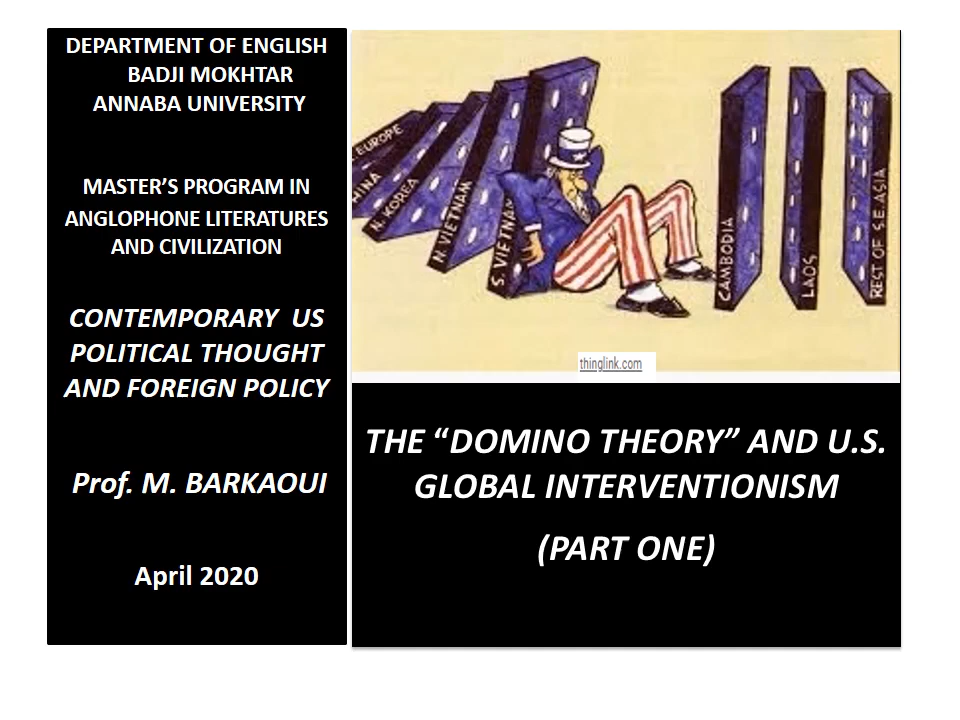 DEPARTMENT OF ENGLISH
BADJI MOKHTAR
ANNABA UNIVERSITY
MASTER'S PROGRAM IN
ANGLOPHONE LITERATURES
AND CIVILIZATION
CONTEMPORARY US
POLITICAL THOUGHT
AND FOREIGN POLICY
Prof. M. BARKAOUI
April 2020
EUROPE
HINA
N. KOREA
N. VIETNAM
S. VIETNAM
CAMBODIA
LAOS
REST OF S.E ASIA
thinglink.com
THE “DOMINO THEORY” AND U.S.
GLOBAL INTERVENTIONISM
(PART ONE)